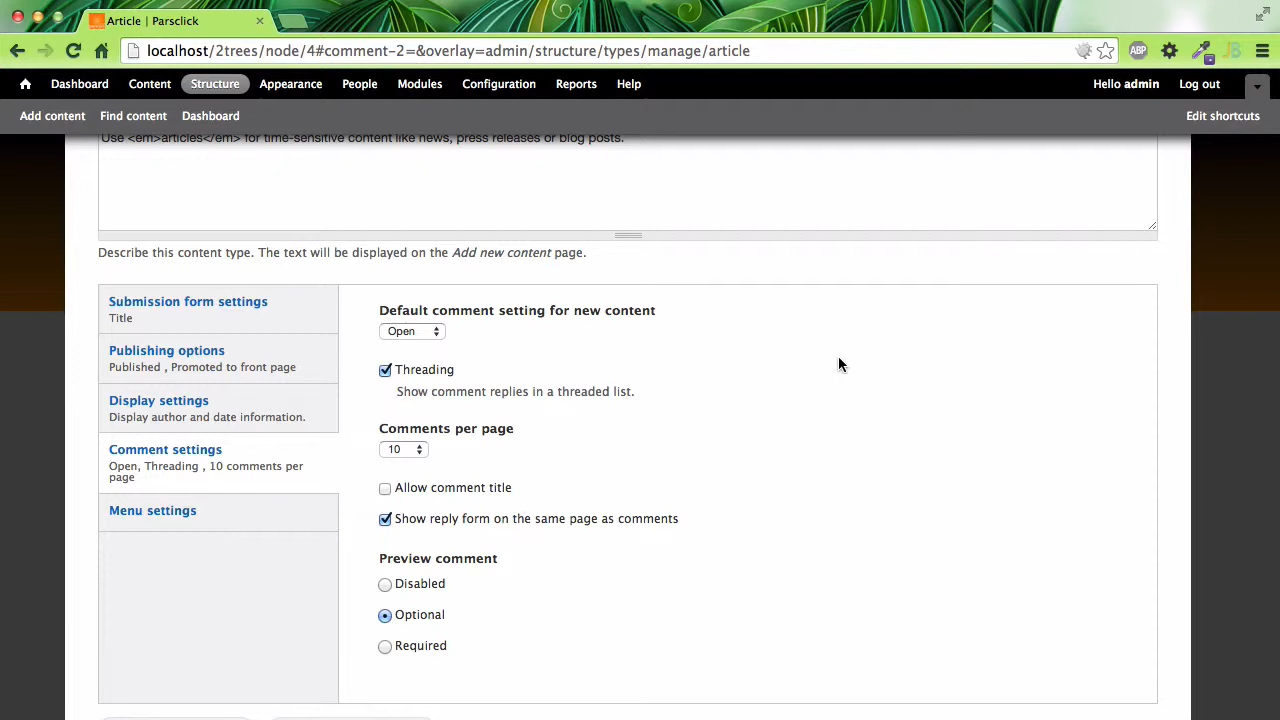 Article | Parsclick
localhost/2trees/node/4#comment-2=&overlay=admin/structure/types/manage/article
ABP
Dashboard Content Structure Appearance People Modules Configuration Reports Help Hello admin Log out
Add content Find content Dashboard Edit shortcuts
Use <em>articles</em> for time-sensitive content like news, press releases or blog posts.
Describe this content type. The text will be displayed on the Add new content page.
Submission form settings
Title
Publishing options
Published , Promoted to front page
Display settings
Display author and date information.
Comment settings
Open, Threading , 10 comments per
page
Menu settings
Default comment setting for new content
Open
Threading
Show comment replies in a threaded list.
Comments per page
10
Allow comment title
Show reply form on the same page as comments
Preview comment
Disabled
Optional
Required